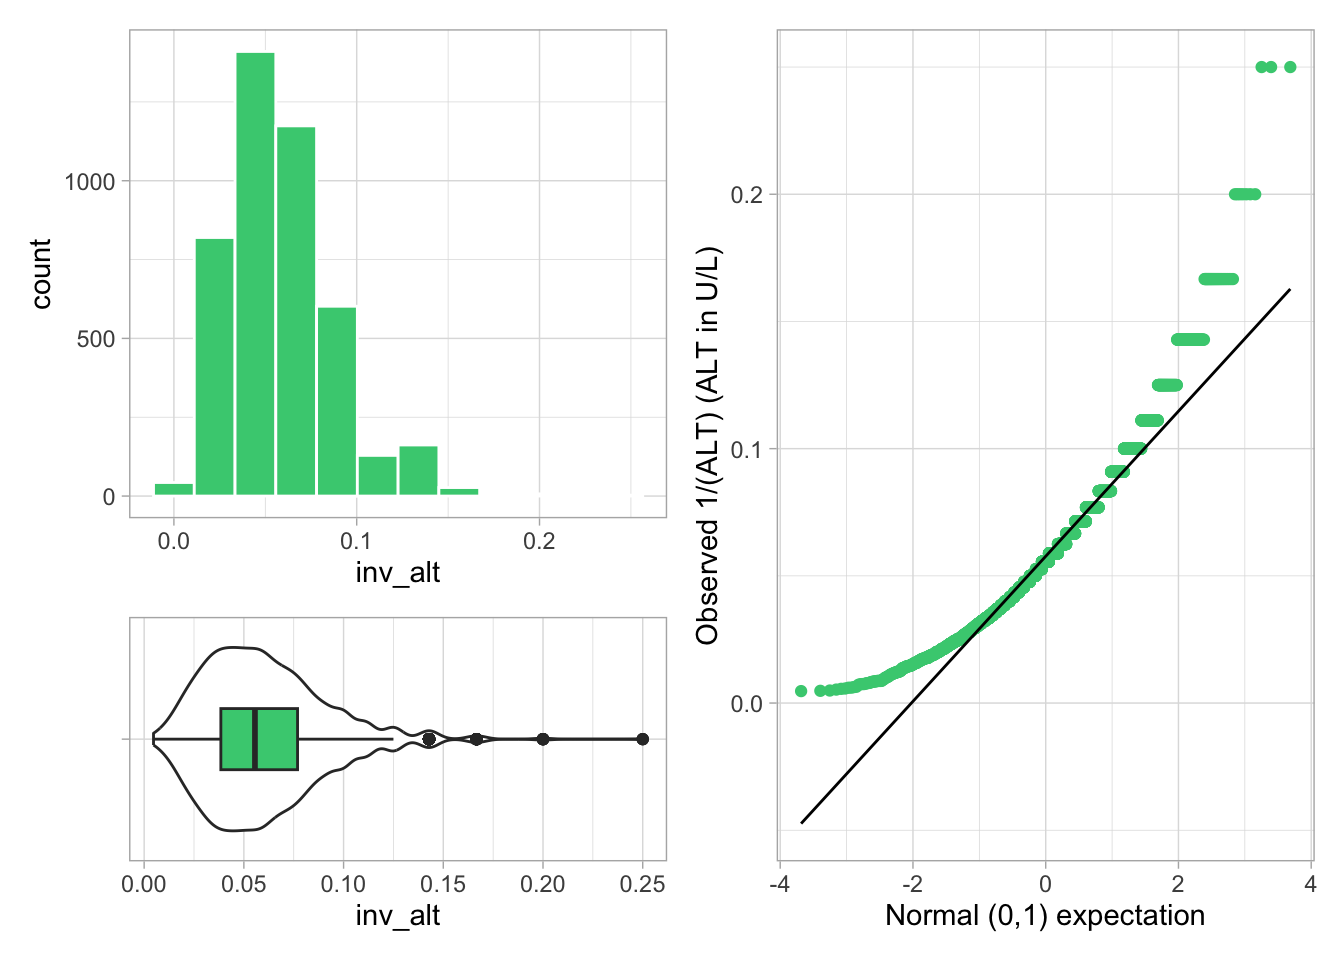 count
1000
500
0
0.0 0.1 0.2
inv_alt
0.00 0.05 0.10 0.15 0.20 0.25
inv_alt
Observed 1/(ALT) (ALT in U/L)
0.2
0.1
0.0
-4 -2 0 2 4
Normal (0,1) expectation